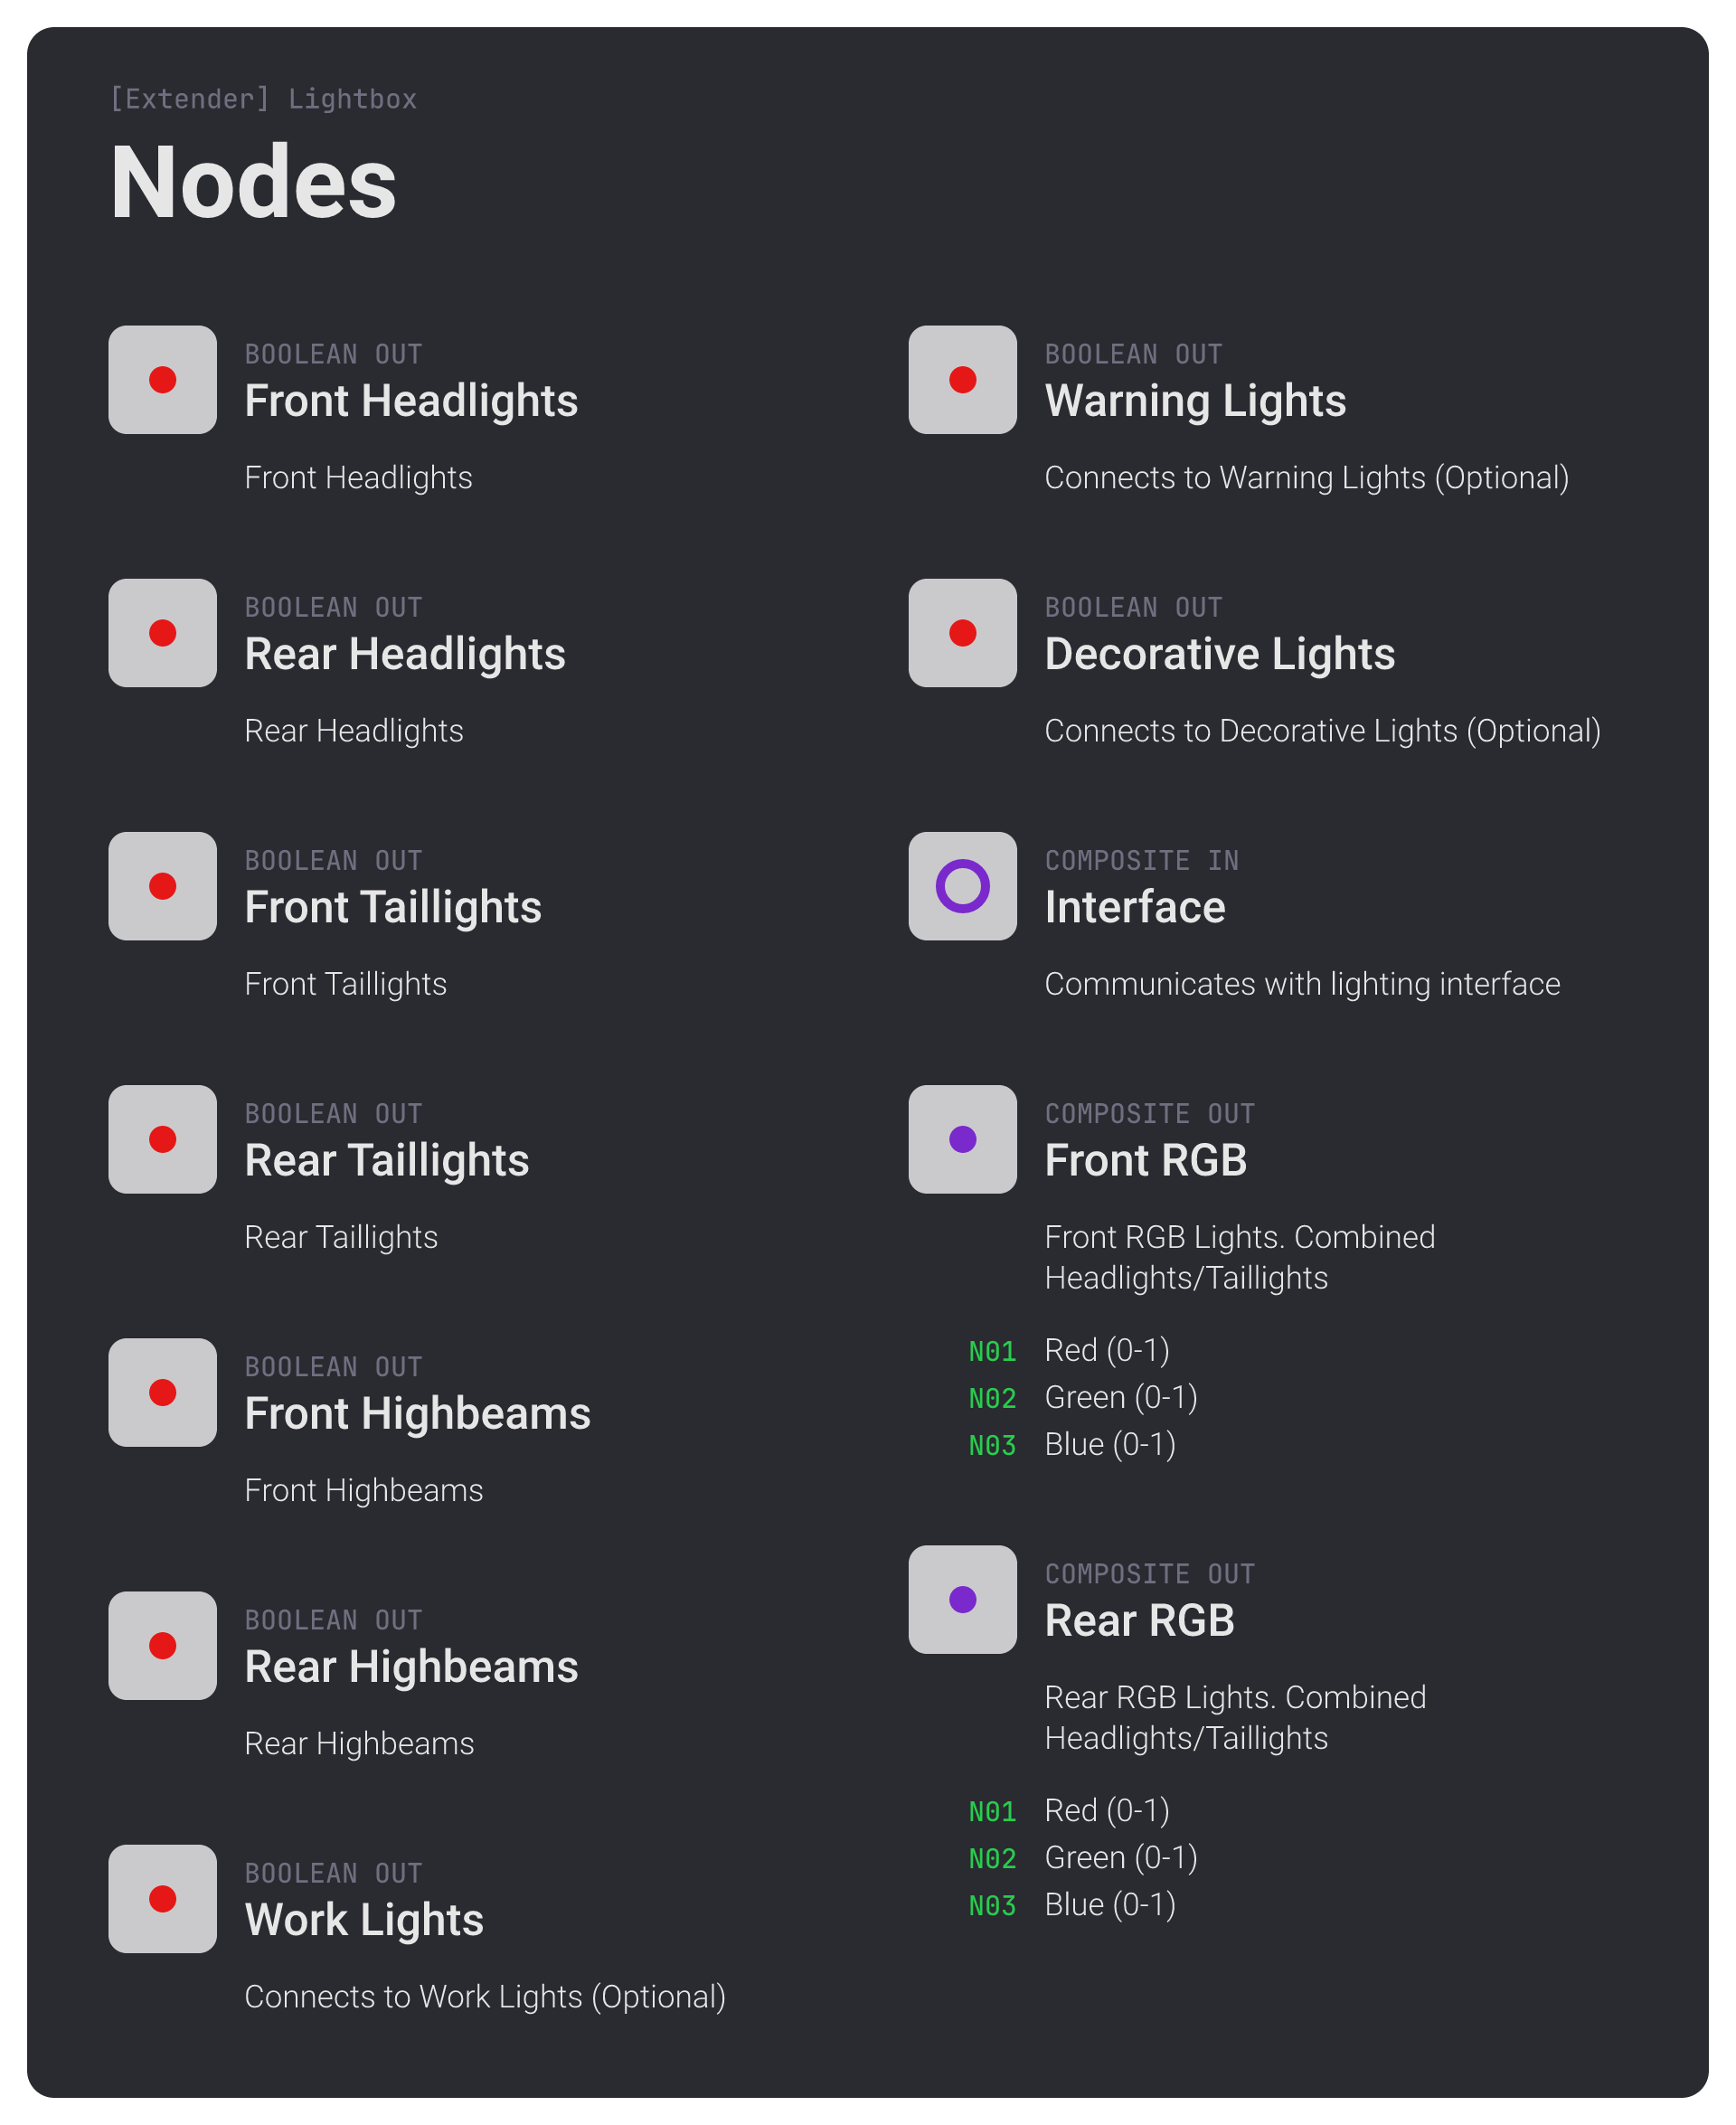 [Extender] Lightbox
Nodes
BOOLEAN OUT
Front Headlights
Front Headlights
BOOLEAN OUT
Rear Headlights
Rear Headlights
BOOLEAN OUT
Front Taillights
Front Taillights
BOOLEAN OUT
Rear Taillights
Rear Taillights
BOOLEAN OUT
Front Highbeams
Front Highbeams
BOOLEAN OUT
Rear Highbeams
Rear Highbeams
BOOLEAN OUT
Work Lights
Connects to Work Lights (Optional)
BOOLEAN OUT
Warning Lights
Connects to Warning Lights (Optional)
BOOLEAN OUT
Decorative Lights
Connects to Decorative Lights (Optional)
COMPOSITE IN
Interface
Communicates with lighting interface
COMPOSITE OUT
Front RGB
Front RGB Lights. Combined
Headlights/Taillights
N01 Red (0-1)
N02 Green (0-1)
N03 Blue (0-1)
COMPOSITE OUT
Rear RGB
Rear RGB Lights. Combined
Headlights/Taillights
N01 Red (0-1)
N02 Green (0-1)
N03 Blue (0-1)